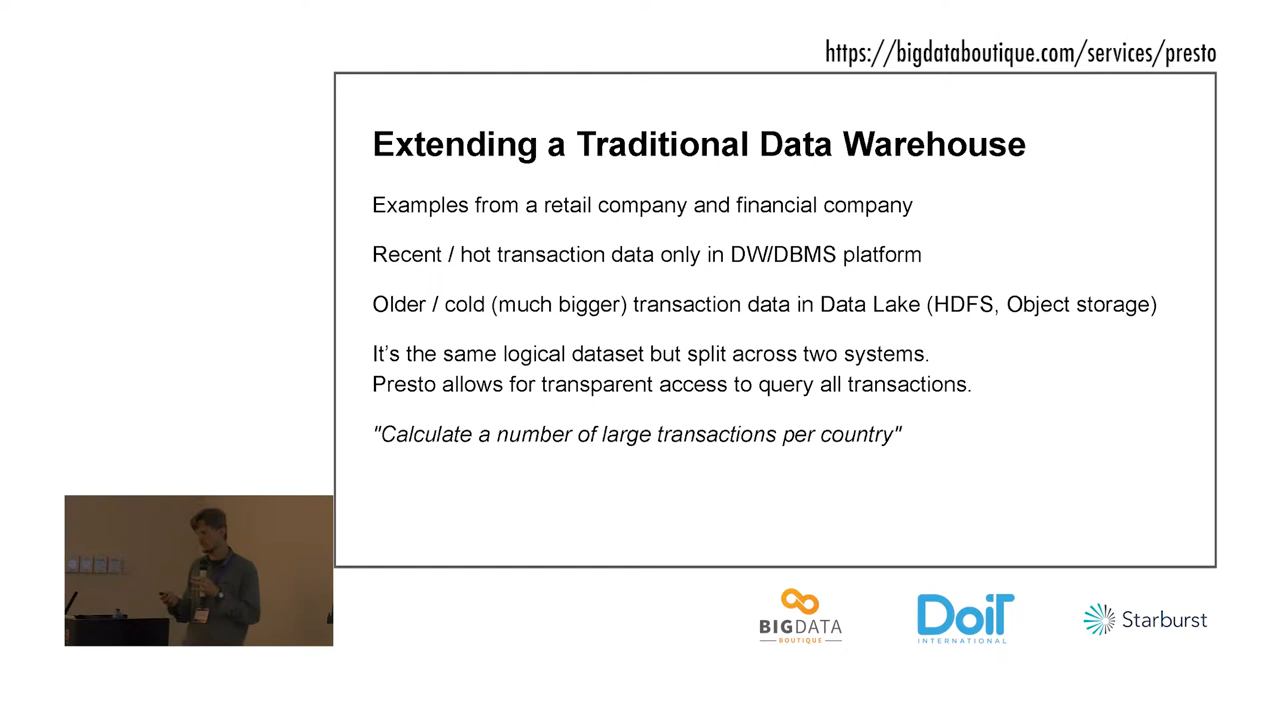 https://bigdataboutique.com/services/presto
Extending a Traditional Data Warehouse
Examples from a retail company and financial company
Recent / hot transaction data only in DW/DBMS platform
Older / cold (much bigger) transaction data in Data Lake (HDFS, Object storage)
It's the same logical dataset but split across two systems.
Presto allows for transparent access to query all transactions.
"Calculate a number of large transactions per country"
BIGDATA
BOUTIQUE
DoiT
INTERNATIONAL
Starburst